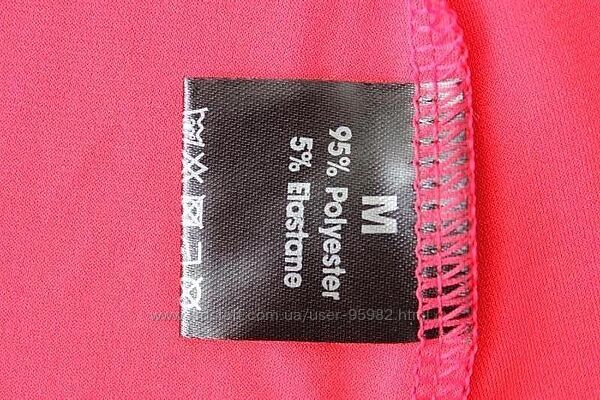 M
95% Polyester
5% Elastane